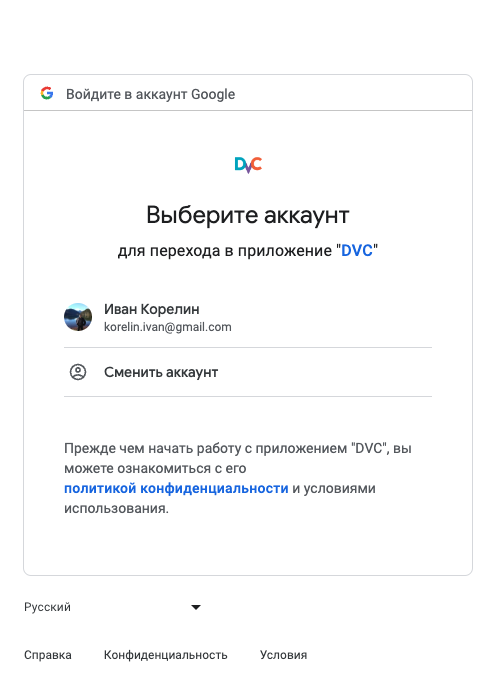 Войдите в аккаунт Google
DVC
Выберите аккаунт
для перехода в приложение "DVC"
Иван Корелин
korelin.ivan@gmail.com
Сменить аккаунт
Прежде чем начать работу с приложением "DVC", вы
можете ознакомиться с его
политикой конфиденциальности и условиями
использования.
Русский
Справка Конфиденциальность Условия